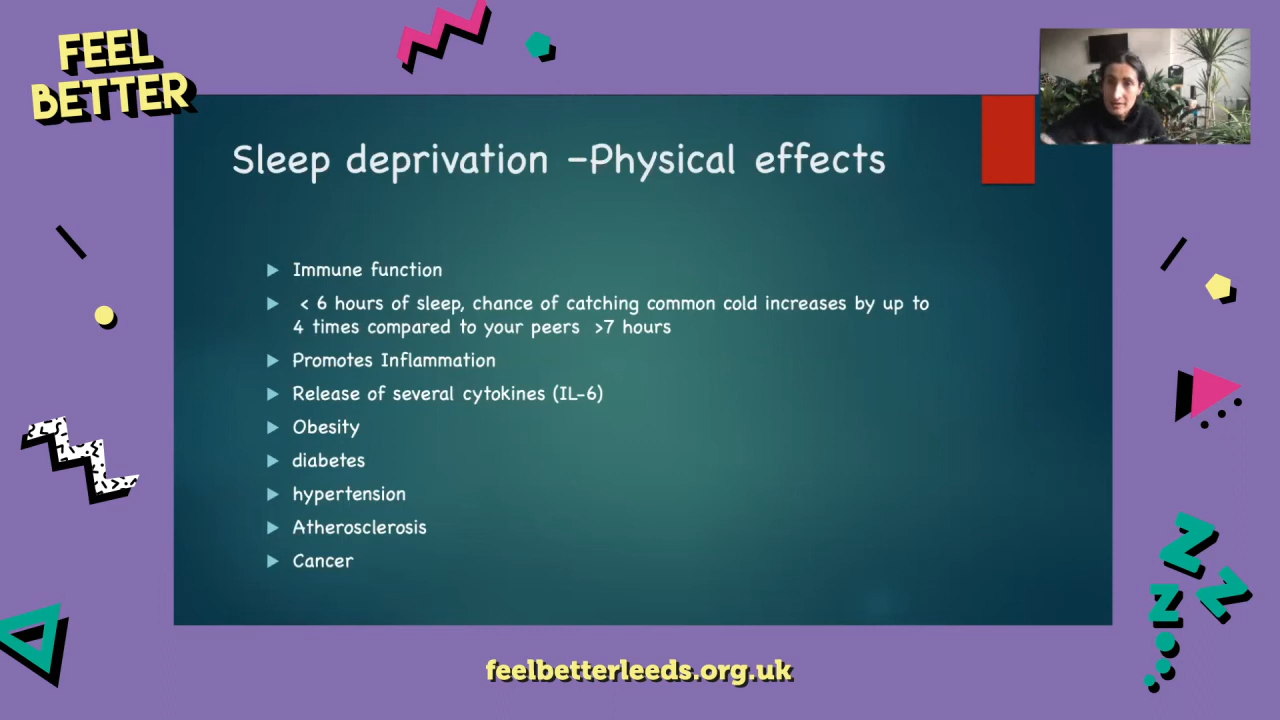 FEEL
BETTER
Sleep deprivation –Physical effects
Immune function
< 6 hours of sleep, chance of catching common cold increases by up to
4 times compared to your peers >7 hours
Promotes Inflammation
Release of several cytokines (IL-6)
Obesity
diabetes
hypertension
Atherosclerosis
Cancer
Z
Z
Z
feelbetterleeds.org.uk